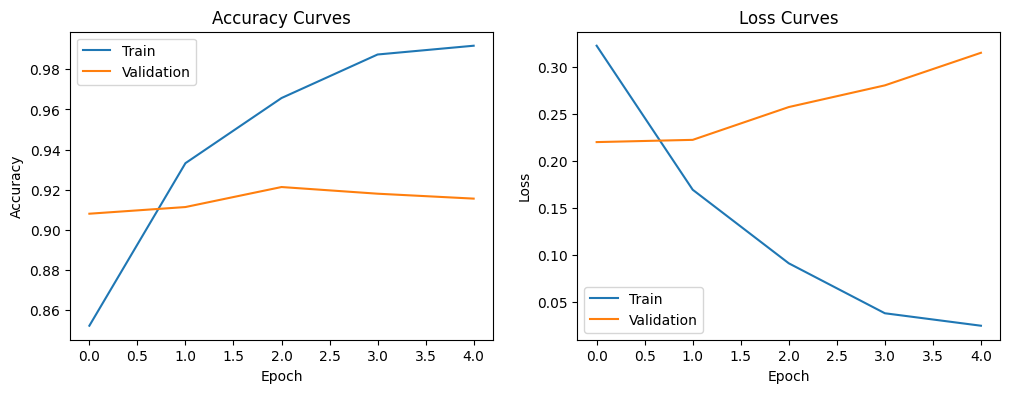 Accuracy Curves
Train
Validation
0.98
0.96
0.94
0.92
0.90
0.88
0.86
Accuracy
0.0 0.5 1.0 1.5 2.0 2.5 3.0 3.5 4.0
Epoch
Loss Curves
0.30
0.25
0.20
0.15
0.10
0.05
Loss
Train
Validation
0.0 0.5 1.0 1.5 2.0 2.5 3.0 3.5 4.0
Epoch